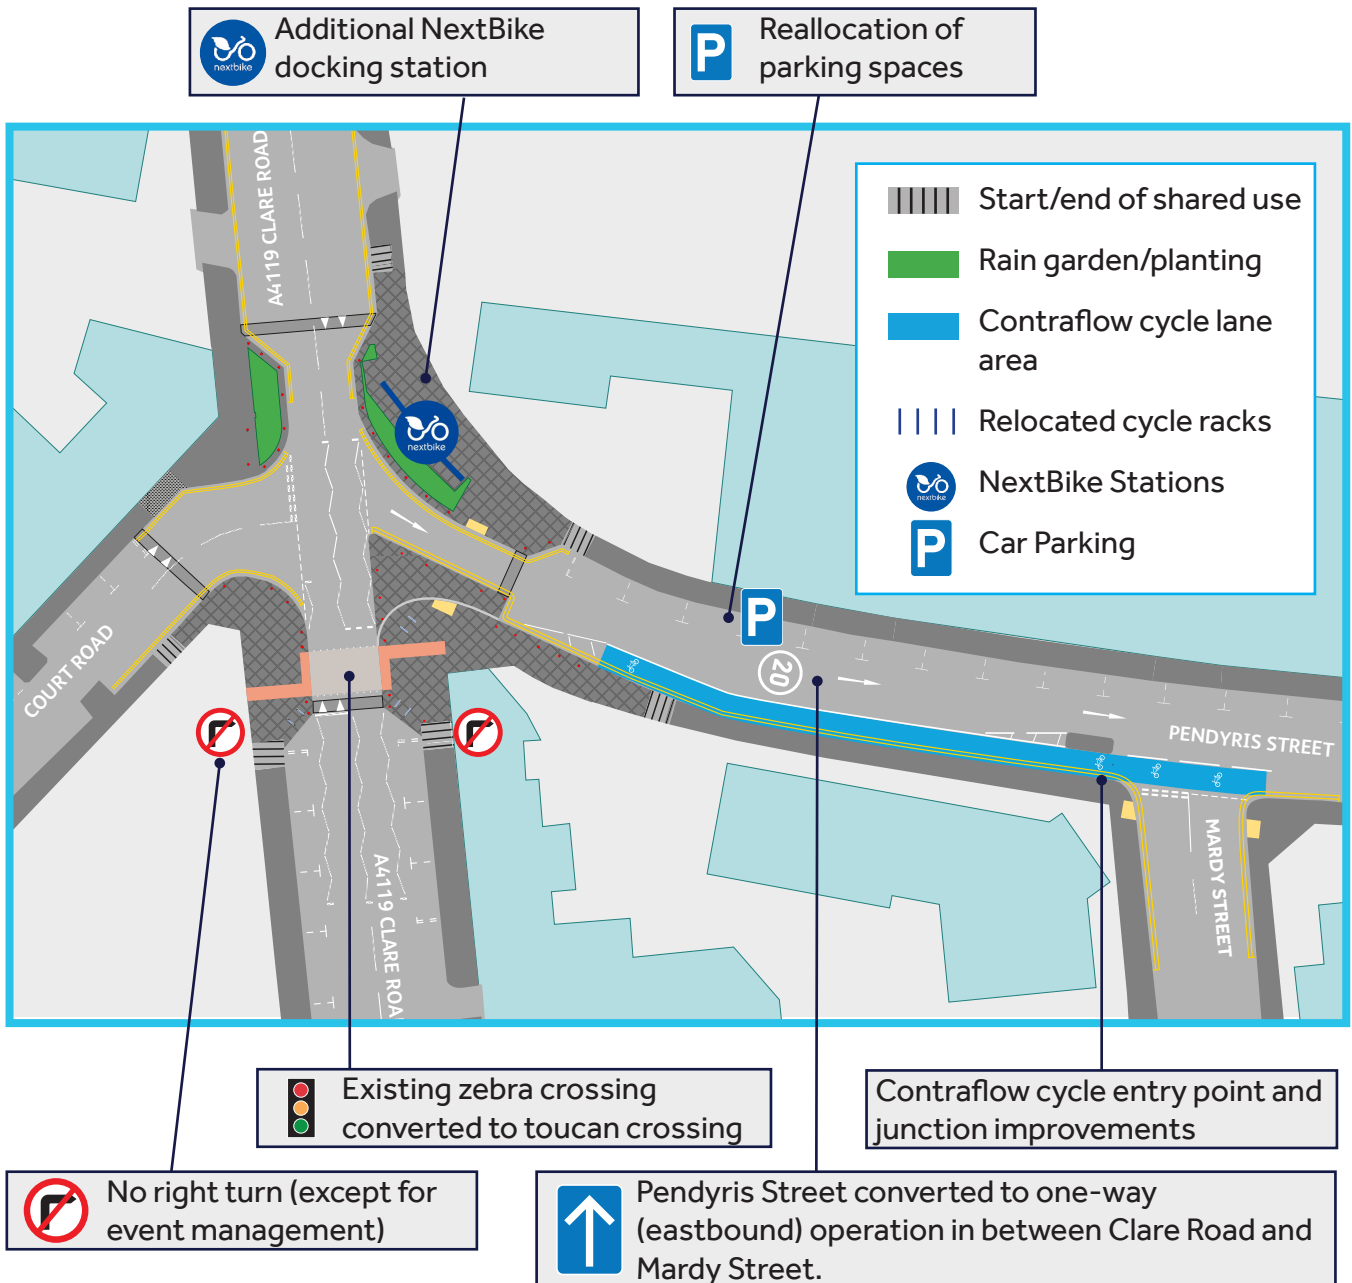 Additional NextBike
docking station
nextbike
Reallocation of
parking spaces
P
A4119 CLARE ROAD
Start/end of shared use
Rain garden/planting
Contraflow cycle lane
area
Relocated cycle racks
NextBike Stations
nextbike
Car Parking
P
nextbike
P
20
COURT ROAD
PENDYRIS STREET
MARDY STREET
A4119 CLARE ROA
Existing zebra crossing
converted to toucan crossing
Contraflow cycle entry point and
junction improvements
No right turn (except for
event management)
Pendyris Street converted to one-way
(eastbound) operation in between Clare Road and
Mardy Street.